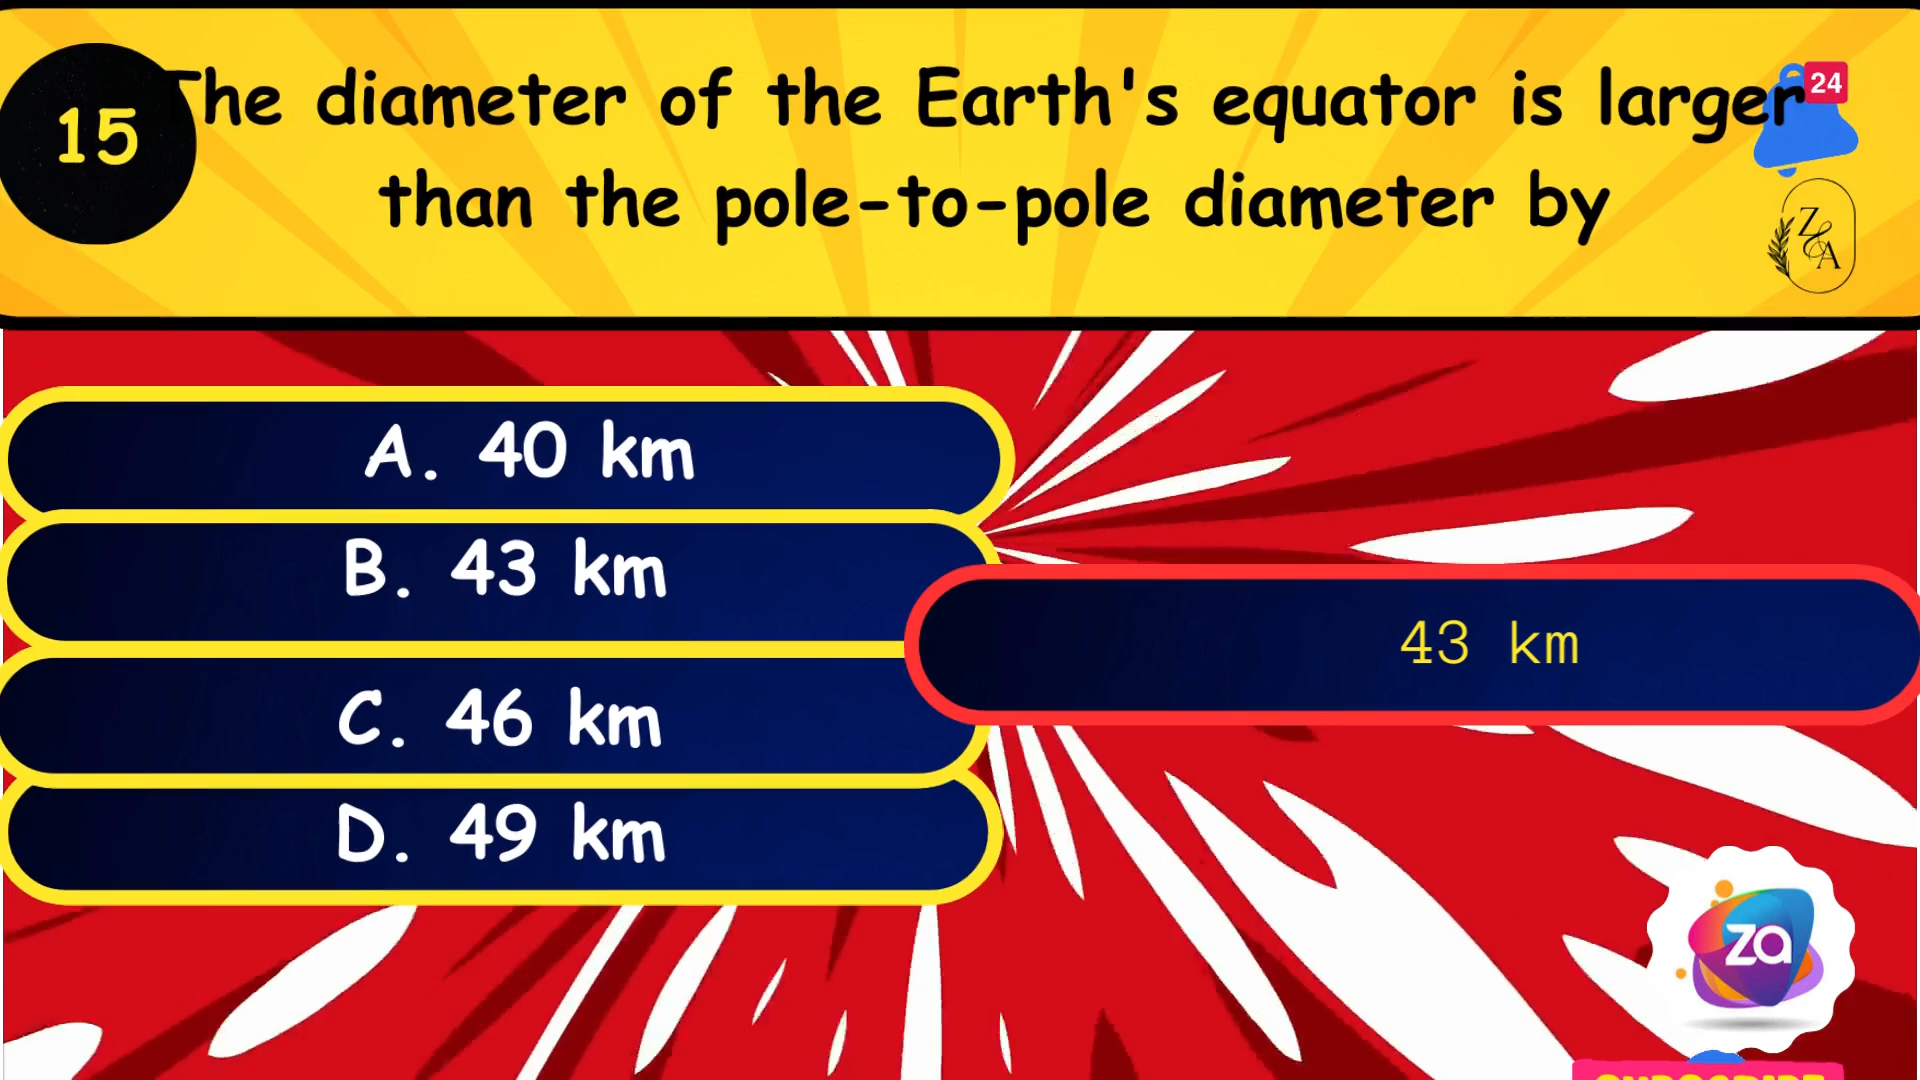 15
The diameter of the Earth's equator is larger
than the pole-to-pole diameter by
24
Z&A
A. 40 km
B. 43 km
43 km
C. 46 km
D. 49 km
za
SUBSCRIBE